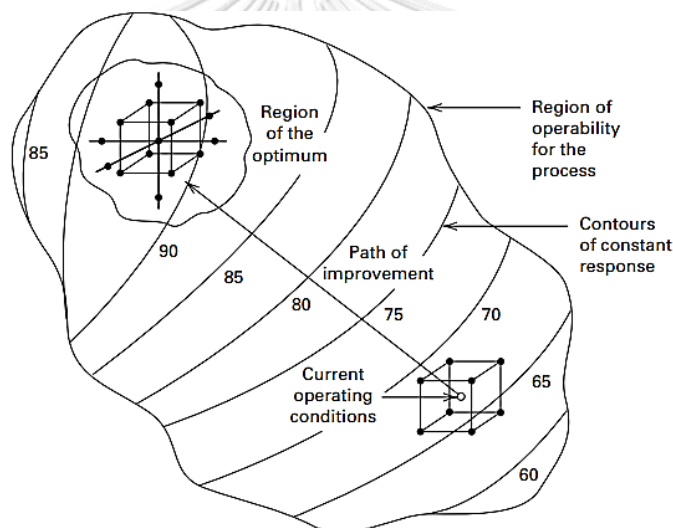 Region
of the
optimum
Region of
operability
for the
process
85
Contours
of constant
response
90
Path of
improvement
85
80
75
70
Current
operating
conditions
65
60